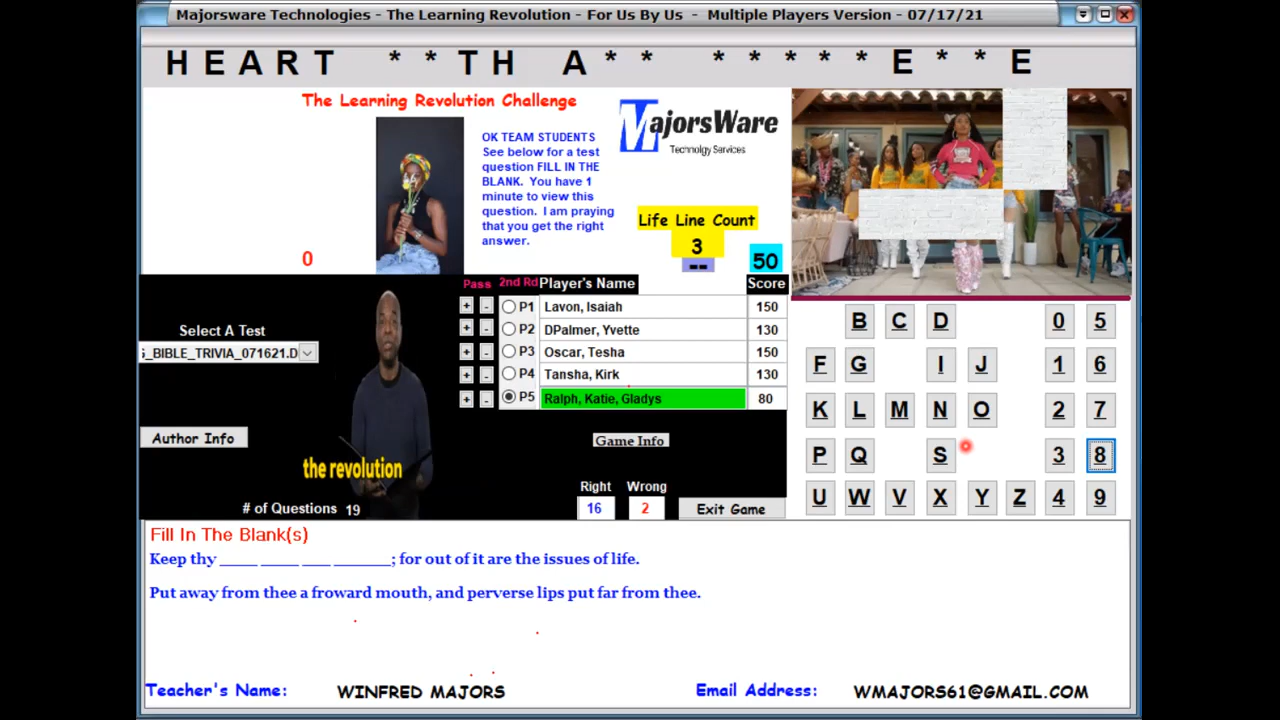 Majorsware Technologies - The Learning Revolution - For Us By Us - Multiple Players Version - 07/17/21
HEART **TH A** *****E**E
The Learning Revolution Challenge
OK TEAM STUDENTS
See below for a test
question FILL IN THE
BLANK. You have 1
minute to view this
question. I am praying
that you get the right
answer.
MajorsWare
Technolgy Services
Life Line Count
3
--
0
50
Pass 2nd Rd Player's Name Score
+ - P1 Lavon, Isaiah 150
+ - P2 DPalmer, Yvette 130
+ - P3 Oscar, Tesha 150
+ - P4 Tansha, Kirk 130
+ - P5 Ralph, Katie, Gladys 80
Select A Test
G_BIBLE_TRIVIA_071621.D
Author Info
the revolution
# of Questions 19
Game Info
Right Wrong
16 2
Exit Game
B C D 0 5
F G I J 1 6
K L M N O 2 7
P Q S 3 8
U W V X Y Z 4 9
Fill In The Blank(s)
Keep thy _____ _____ ____ ________; for out of it are the issues of life.
Put away from thee a froward mouth, and perverse lips put far from thee.
Teacher's Name: WINFRED MAJORS Email Address: WMAJORS61@GMAIL.COM